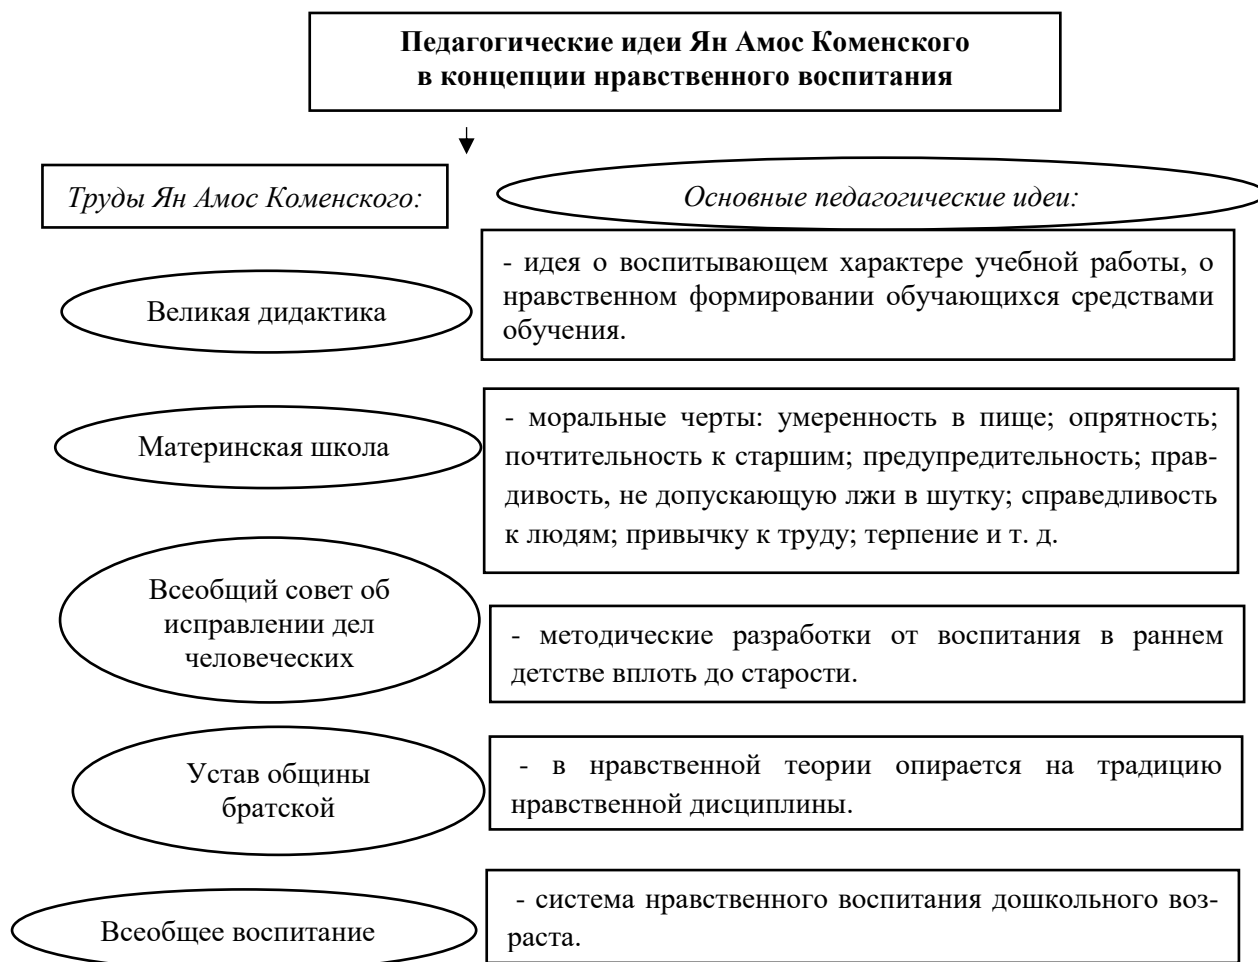 Педагогические идеи Ян Амос Коменского
в концепции нравственного воспитания
Труды Ян Амос Коменского:
Основные педагогические идеи:
Великая дидактика
- идея о воспитывающем характере учебной работы, о
нравственном формировании обучающихся средствами
обучения.
Материнская школа
- моральные черты: умеренность в пище; опрятность;
почтительность к старшим; предупредительность; прав-
дивость, не допускающую лжи в шутку; справедливость
к людям; привычку к труду; терпение и т. д.
Всеобщий совет об
исправлении дел
человеческих
- методические разработки от воспитания в раннем
детстве вплоть до старости.
Устав общины
братской
- в нравственной теории опирается на традицию
нравственной дисциплины.
Всеобщее воспитание
- система нравственного воспитания дошкольного воз-
раста.